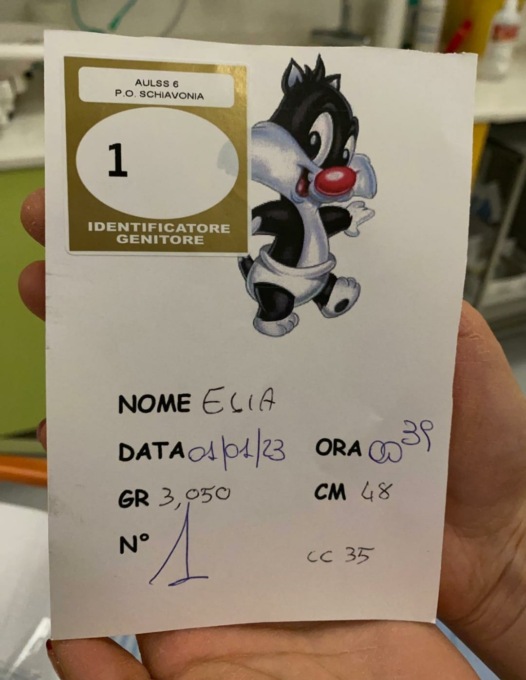 AULSS 6
P.O. SCHIAVONIA
1
IDENTIFICATORE
GENITORE
NOME ELIA
DATA 01/01/23 ORA 00 39
GR 3,050 CM 48
N° 1
CC 35